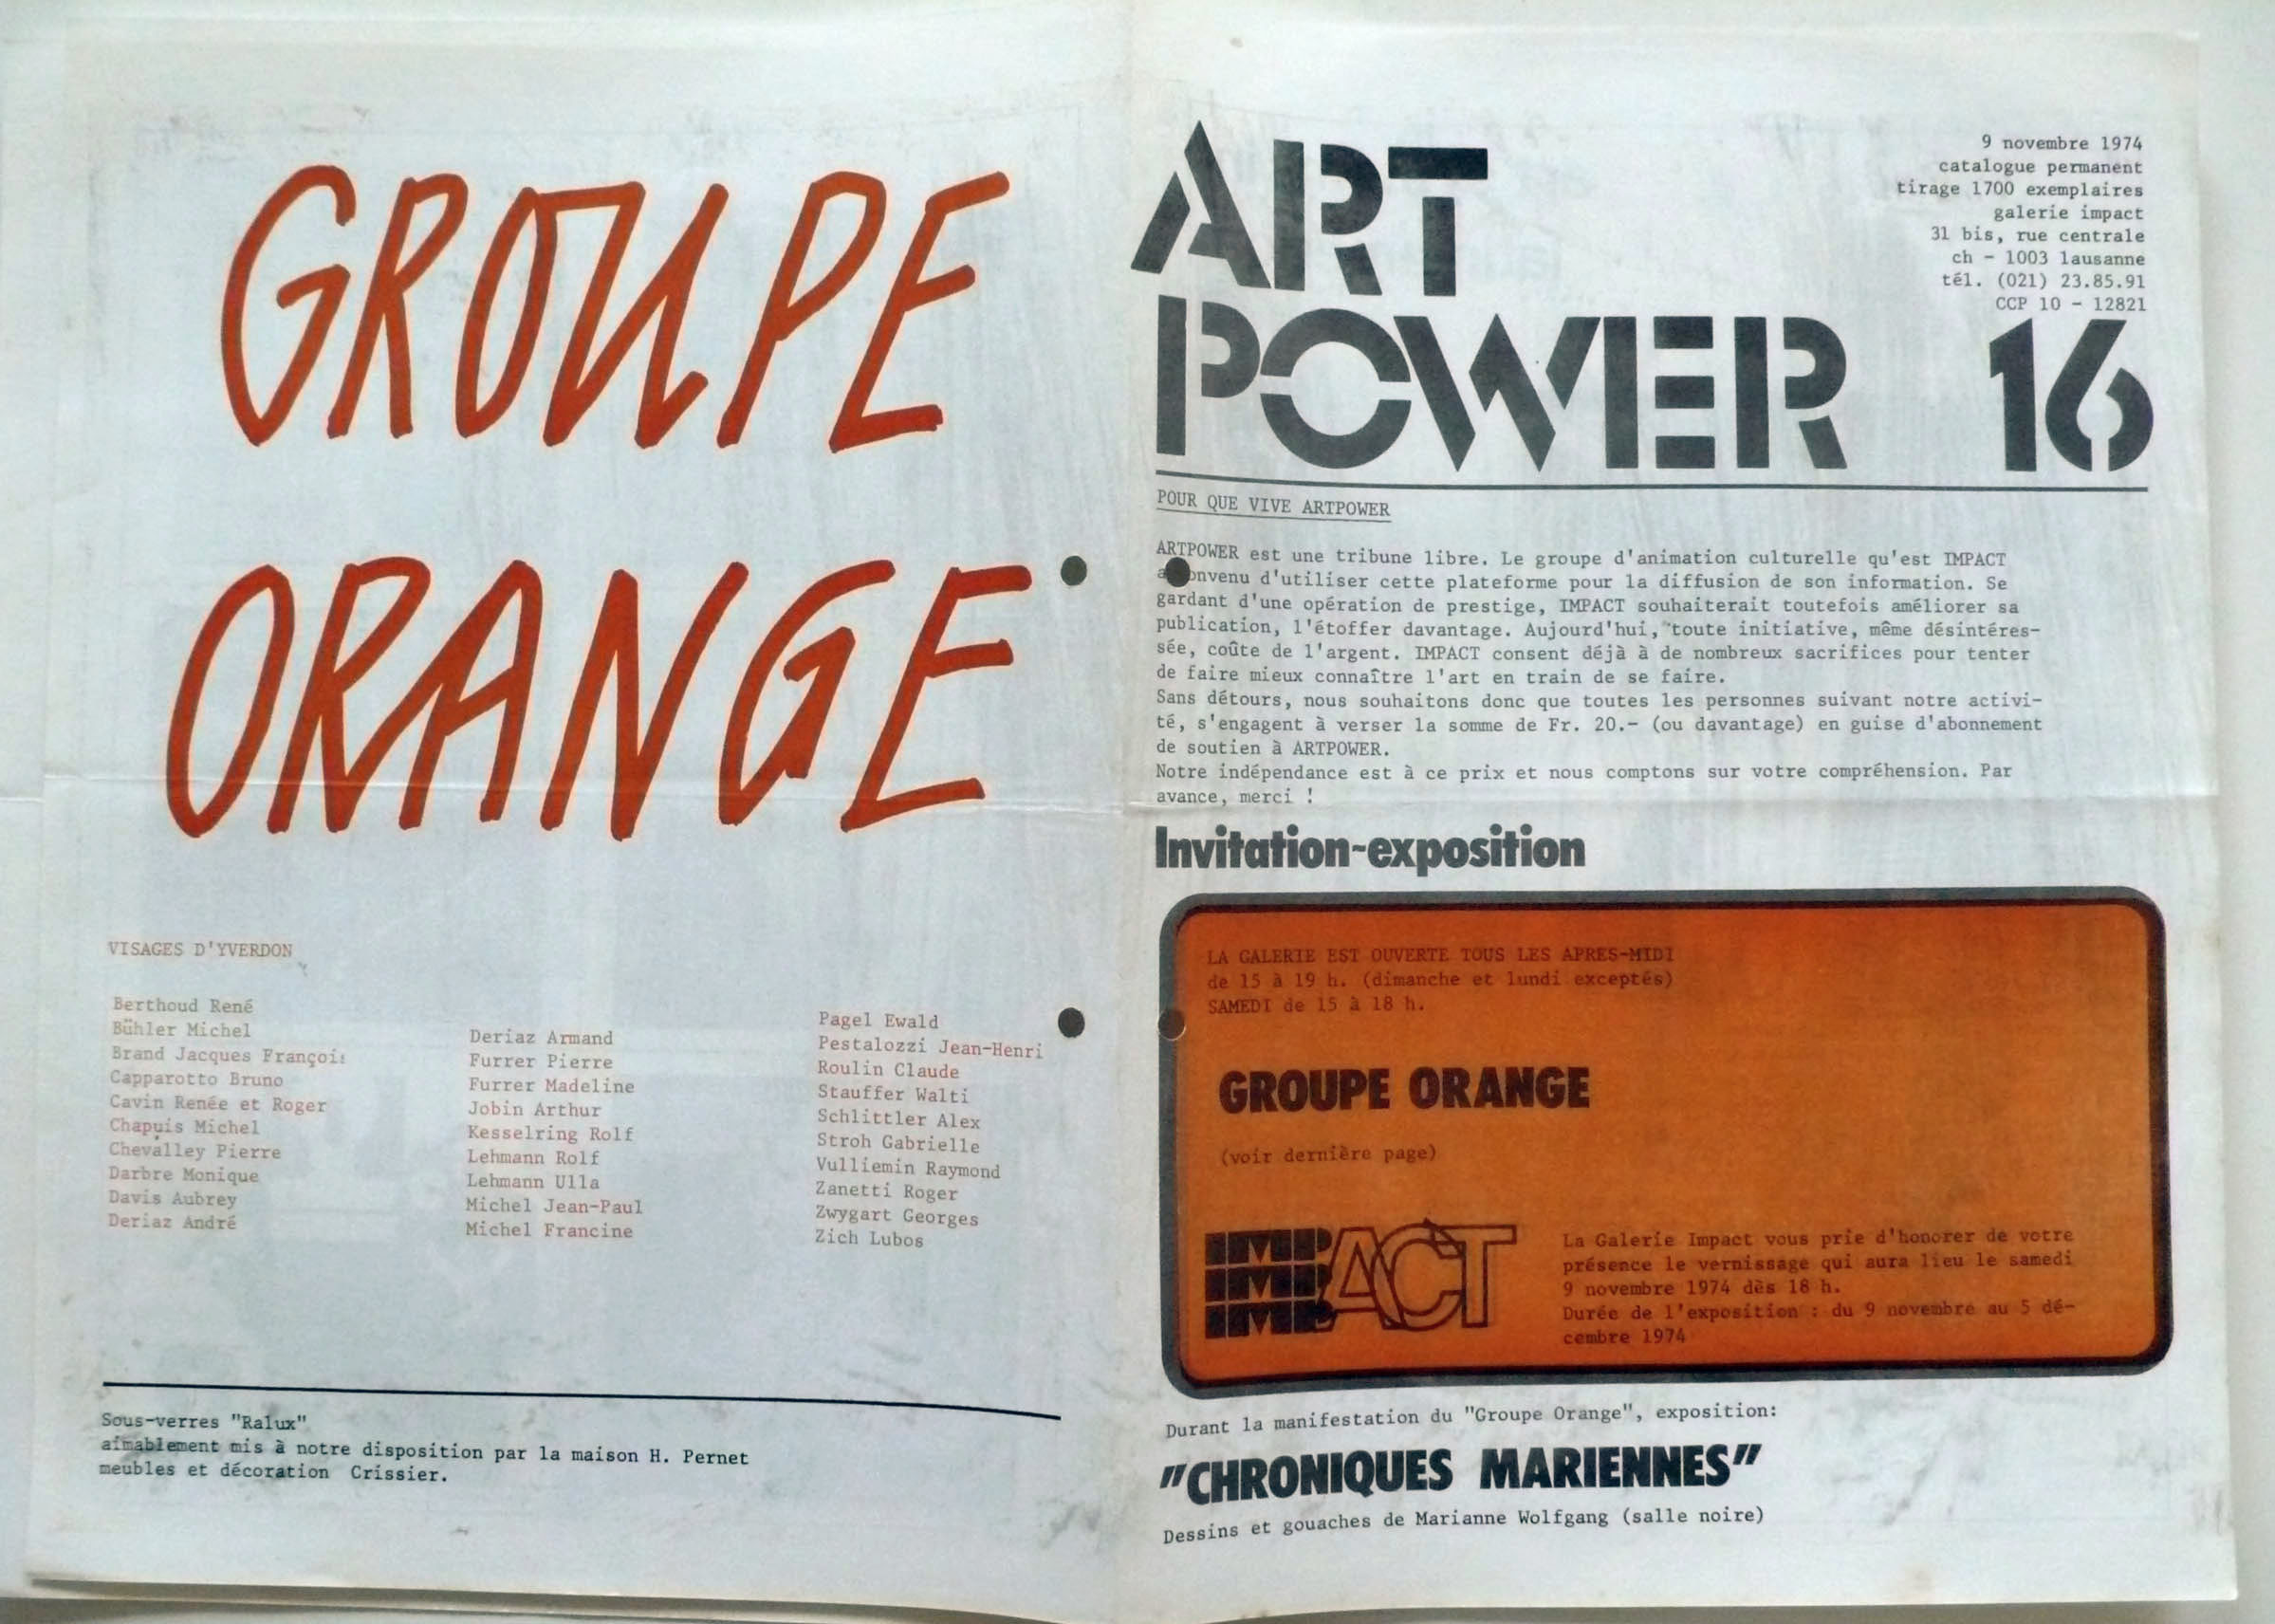 GROUPE
ORANGE
VISAGES D'YVERDON
Berthoud René
Bühler Michel
Brand Jacques François
Capparotto Bruno
Cavin Renée et Roger
Chapuis Michel
Chevalley Pierre
Darbre Monique
Davis Aubrey
Deriaz André
Deriaz Armand
Furrer Pierre
Furrer Madeline
Jobin Arthur
Kesselring Rolf
Lehmann Rolf
Lehmann Ulla
Michel Jean-Paul
Michel Francine
Pagel Ewald
Pestalozzi Jean-Henri
Roulin Claude
Stauffer Walti
Schlittler Alex
Stroh Gabrielle
Vulliemin Raymond
Zanetti Roger
Zwygart Georges
Zich Lubos
Sous-verres "Ralux"
aimablement mis à notre disposition par la maison H. Pernet
meubles et décoration Crissier.
ART
POWER 16
9 novembre 1974
catalogue permanent
tirage 1700 exemplaires
galerie impact
31 bis, rue centrale
ch - 1003 lausanne
tél. (021) 23.85.91
CCP 10 - 12821
POUR QUE VIVE ARTPOWER
ARTPOWER est une tribune libre. Le groupe d'animation culturelle qu'est IMPACT
a convenu d'utiliser cette plateforme pour la diffusion de son information. Se
gardant d'une opération de prestige, IMPACT souhaiterait toutefois améliorer sa
publication, l'étoffer davantage. Aujourd'hui, toute initiative, même désintéres-
sée, coûte de l'argent. IMPACT consent déjà à de nombreux sacrifices pour tenter
de faire mieux connaître l'art en train de se faire.
Sans détours, nous souhaitons donc que toutes les personnes suivant notre activi-
té, s'engagent à verser la somme de Fr. 20.- (ou davantage) en guise d'abonnement
de soutien à ARTPOWER.
Notre indépendance est à ce prix et nous comptons sur votre compréhension. Par
avance, merci !
Invitation-exposition
LA GALERIE EST OUVERTE TOUS LES APRES-MIDI
de 15 à 19 h. (dimanche et lundi exceptés)
SAMEDI de 15 à 18 h.
GROUPE ORANGE
(voir dernière page)
IMPACT
La Galerie Impact vous prie d'honorer de votre
présence le vernissage qui aura lieu le samedi
9 novembre 1974 dès 18 h.
Durée de l'exposition : du 9 novembre au 5 dé-
cembre 1974
Durant la manifestation du "Groupe Orange", exposition:
"CHRONIQUES MARIENNES"
Dessins et gouaches de Marianne Wolfgang (salle noire)